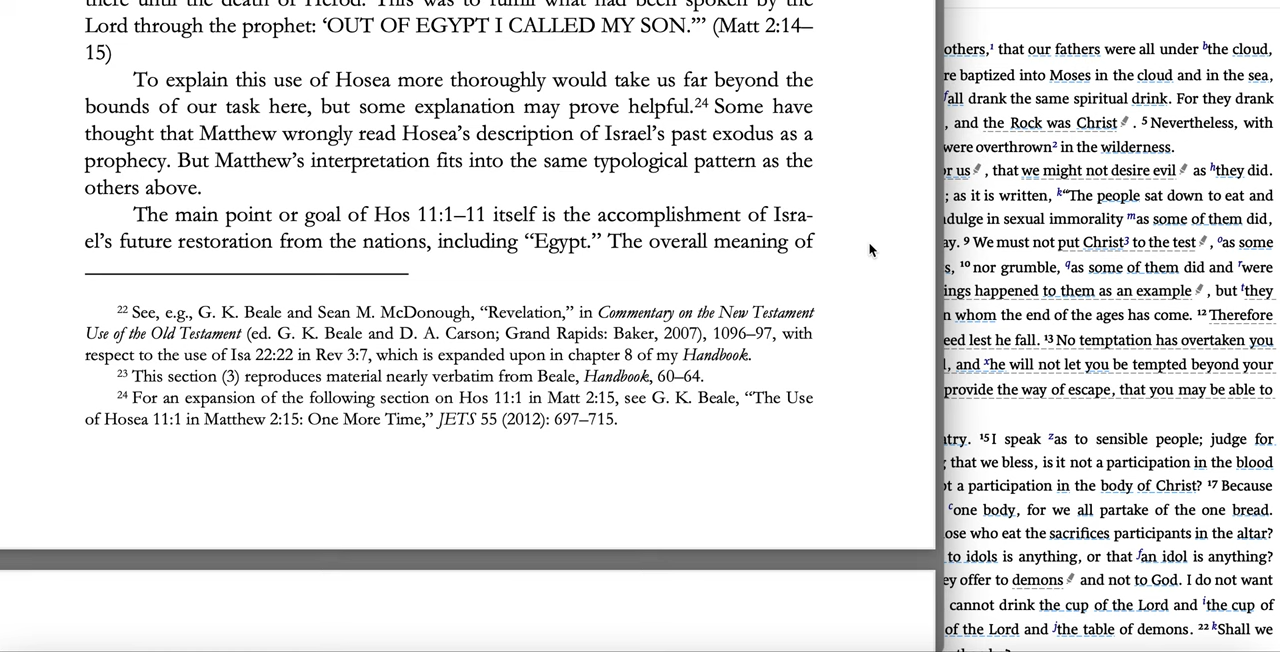 there until the death of Herod. This was to fulfill what had been spoken by the
Lord through the prophet: ‘OUT OF EGYPT I CALLED MY SON.’” (Matt 2:14–
15)
To explain this use of Hosea more thoroughly would take us far beyond the
bounds of our task here, but some explanation may prove helpful.24 Some have
thought that Matthew wrongly read Hosea’s description of Israel’s past exodus as a
prophecy. But Matthew’s interpretation fits into the same typological pattern as the
others above.
The main point or goal of Hos 11:1–11 itself is the accomplishment of Isra-
el’s future restoration from the nations, including “Egypt.” The overall meaning of
22 See, e.g., G. K. Beale and Sean M. McDonough, “Revelation,” in Commentary on the New Testament
Use of the Old Testament (ed. G. K. Beale and D. A. Carson; Grand Rapids: Baker, 2007), 1096–97, with
respect to the use of Isa 22:22 in Rev 3:7, which is expanded upon in chapter 8 of my Handbook.
23 This section (3) reproduces material nearly verbatim from Beale, Handbook, 60–64.
24 For an expansion of the following section on Hos 11:1 in Matt 2:15, see G. K. Beale, “The Use
of Hosea 11:1 in Matthew 2:15: One More Time,” JETS 55 (2012): 697–715.
others,1 that our fathers were all under bthe cloud,
re baptized into Moses in the cloud and in the sea,
fall drank the same spiritual drink. For they drank
, and the Rock was Christ . 5 Nevertheless, with
were overthrown2 in the wilderness.
or us , that we might not desire evil as hthey did.
; as it is written, k“The people sat down to eat and
ndulge in sexual immorality mas some of them did,
ay. 9 We must not put Christ3 to the test , oas some
s, 10 nor grumble, qas some of them did and rwere
ings happened to them as an example , but tthey
n whom the end of the ages has come. 12 Therefore
eed lest he fall. 13 No temptation has overtaken you
l, and xhe will not let you be tempted beyond your
provide the way of escape, that you may be able to
atry. 15 I speak zas to sensible people; judge for
g that we bless, is it not a participation in the blood
ot a participation in the body of Christ? 17 Because
cone body, for we all partake of the one bread.
ose who eat the sacrifices participants in the altar?
to idols is anything, or that fan idol is anything?
ey offer to demons and not to God. I do not want
cannot drink the cup of the Lord and ithe cup of
of the Lord and jthe table of demons. 22 kShall we